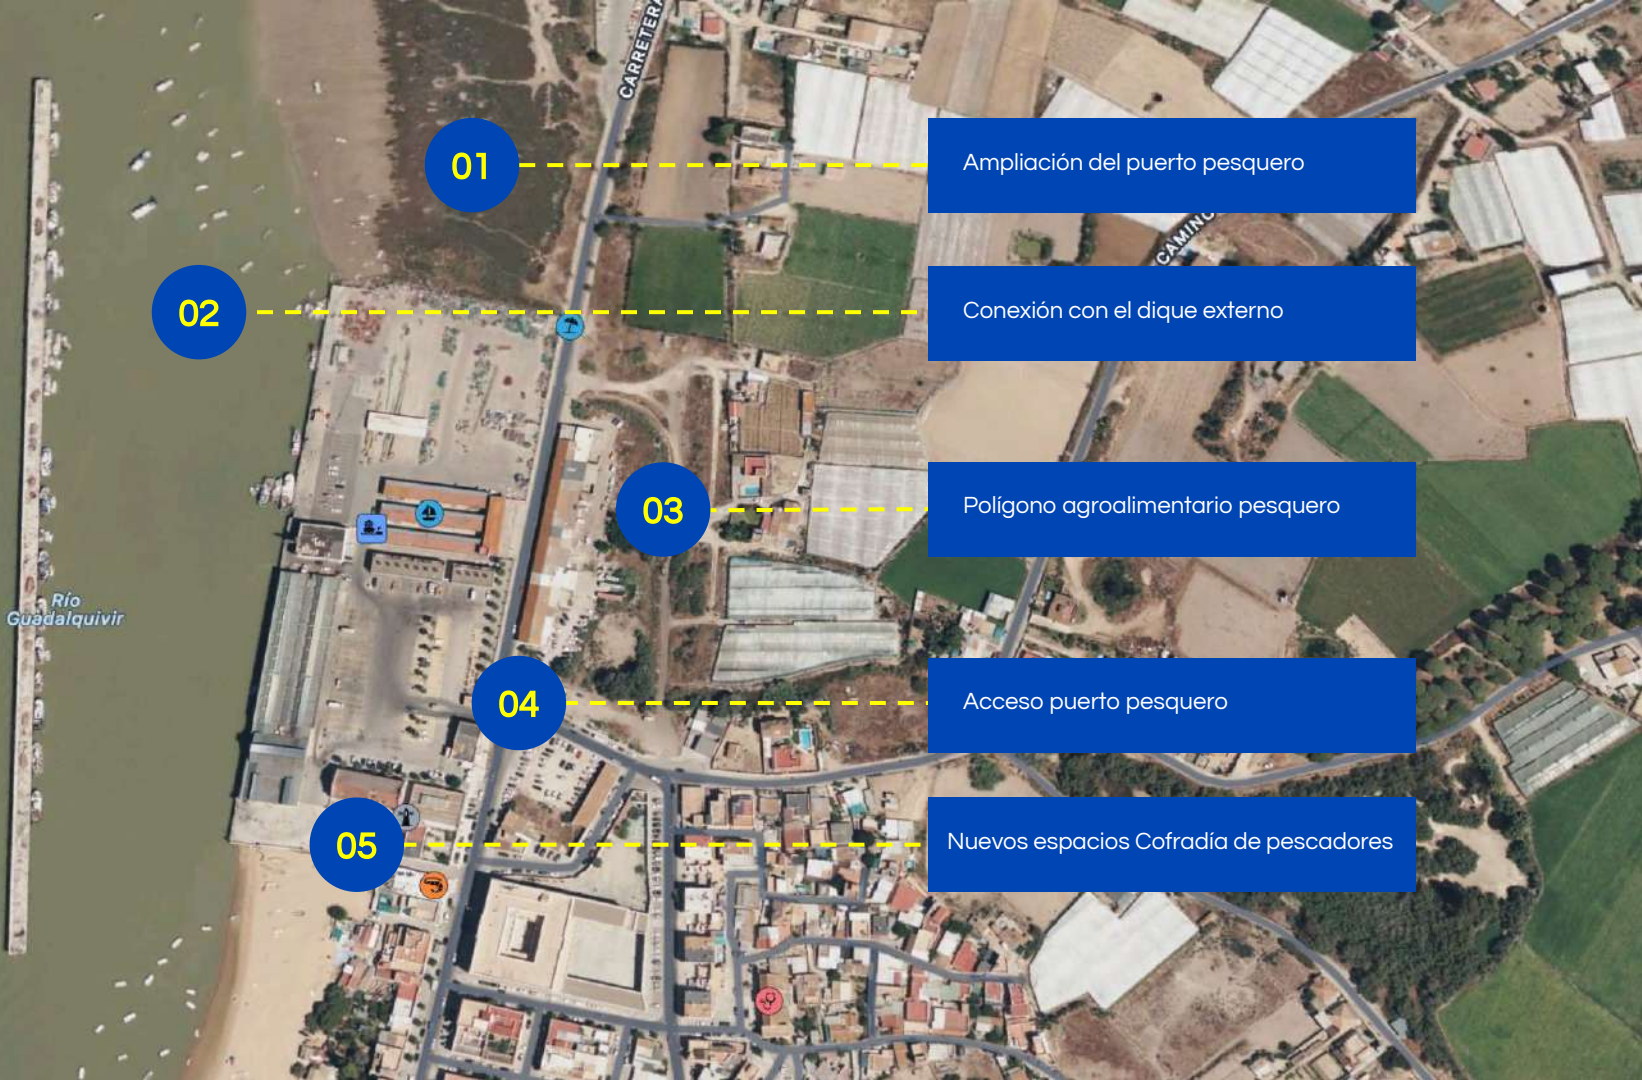 CARRETERA
01
Ampliación del puerto pesquero
CAMINO
02
Conexión con el dique externo
03
Polígono agroalimentario pesquero
Río
Guadalquivir
04
Acceso puerto pesquero
05
Nuevos espacios Cofradía de pescadores